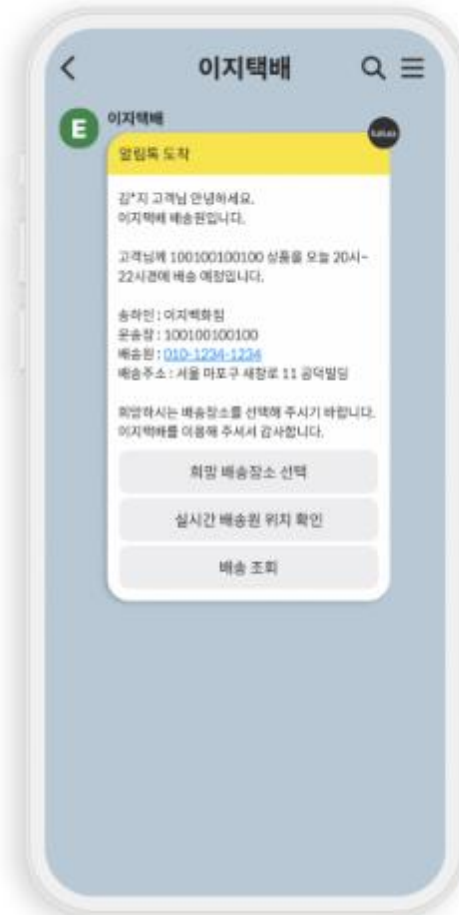 이지택배
E
이지택배
kakao
알림톡 도착
김*지 고객님 안녕하세요.
이지택배 배송원입니다.
고객님께 100100100100 상품을 오늘 20시~
22시경에 배송 예정입니다.
송하인 : 이지백화점
운송장 : 100100100100
배송원 : 010-1234-1234
배송주소 : 서울 마포구 새창로 11 공덕빌딩
희망하시는 배송장소를 선택해 주시기 바랍니다.
이지택배를 이용해 주셔서 감사합니다.
희망 배송장소 선택
실시간 배송원 위치 확인
배송 조회